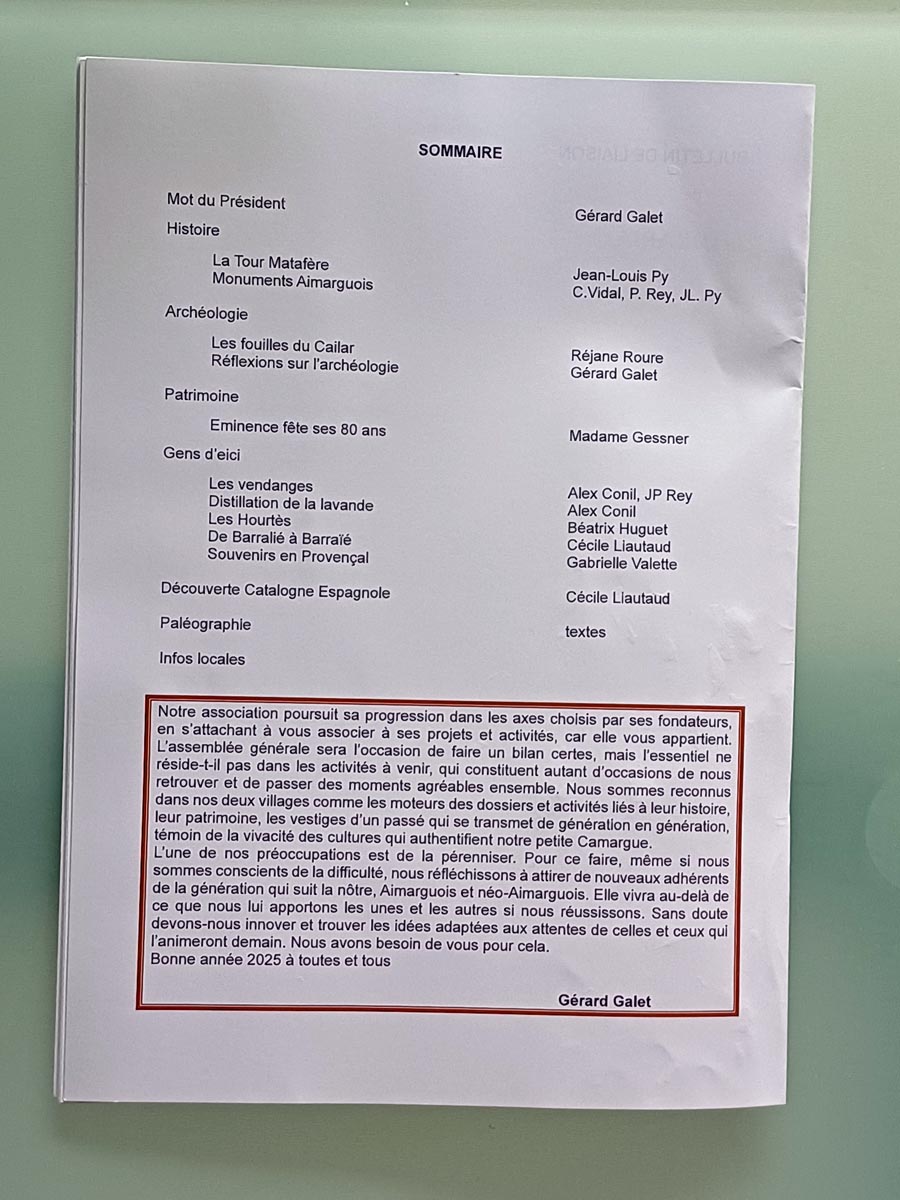 SOMMAIRE
Mot du Président Gérard Galet
Histoire
La Tour Matafère Jean-Louis Py
Monuments Aimarguois C.Vidal, P. Rey, JL. Py
Archéologie
Les fouilles du Cailar Réjane Roure
Réflexions sur l'archéologie Gérard Galet
Patrimoine
Eminence fête ses 80 ans Madame Gessner
Gens d'eici
Les vendanges Alex Conil, JP Rey
Distillation de la lavande Alex Conil
Les Hourtès Béatrix Huguet
De Barralié à Barraïé Cécile Liautaud
Souvenirs en Provençal Gabrielle Valette
Découverte Catalogne Espagnole Cécile Llautaud
Paléographie textes
Infos locales
Notre association poursuit sa progression dans les axes choisis par ses fondateurs,
en s'attachant à vous associer à ses projets et activités, car elle vous appartient.
L'assemblée générale sera l'occasion de faire un bilan certes, mais l'essentiel ne
réside-t-il pas dans les activités à venir, qui constituent autant d'occasions de nous
retrouver et de passer des moments agréables ensemble. Nous sommes reconnus
dans nos deux villages comme les moteurs des dossiers et activités liés à leur histoire,
leur patrimoine, les vestiges d'un passé qui se transmet de génération en génération,
témoin de la vivacité des cultures qui authentifient notre petite Camargue.
L'une de nos préoccupations est de la pérenniser. Pour ce faire, même si nous
sommes conscients de la difficulté, nous réfléchissons à attirer de nouveaux adhérents
de la génération qui suit la nôtre, Aimarguois et néo-Aimarguois. Elle vivra au-delà de
ce que nous lui apportons les unes et les autres si nous réussissons. Sans doute
devons-nous innover et trouver les idées adaptées aux attentes de celles et ceux qui
l'animeront demain. Nous avons besoin de vous pour cela.
Bonne année 2025 à toutes et tous
Gérard Galet